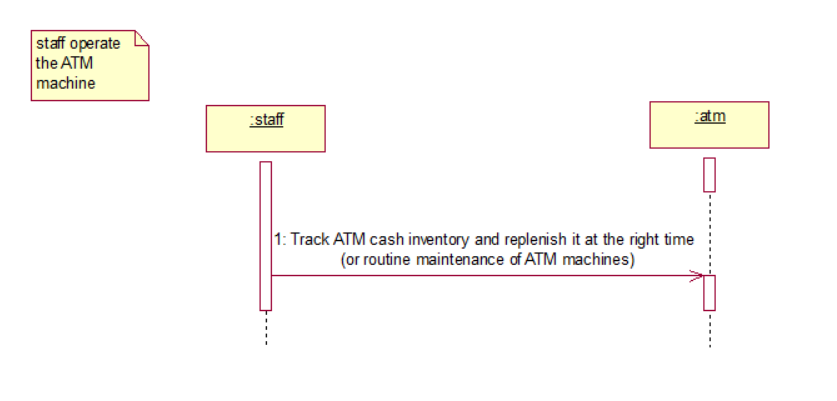 staff operate
the ATM
machine
:staff
:atm
1: Track ATM cash inventory and replenish it at the right time
(or routine maintenance of ATM machines)